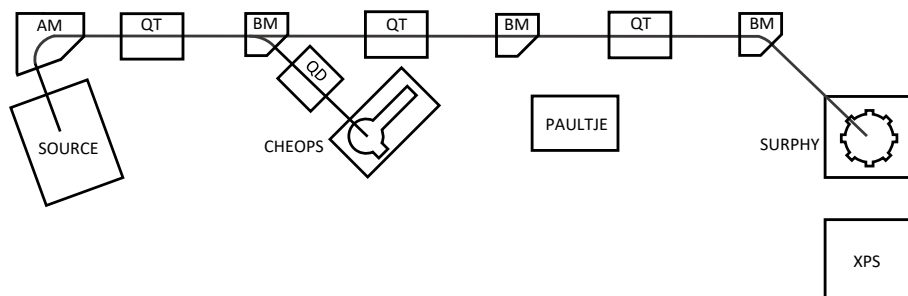 AM
QT
BM
QT
BM
QT
BM
QD
SOURCE
CHEOPS
PAULTJE
SURPHY
XPS